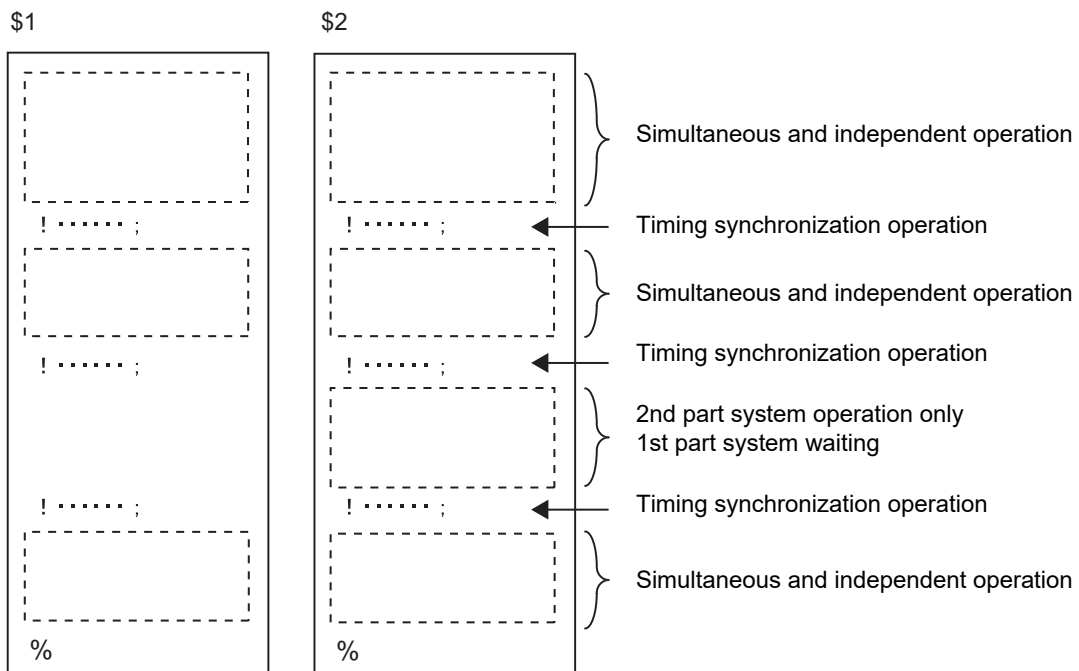 $1 $2
Simultaneous and independent operation
! ······ ; ! ······ ; Timing synchronization operation
Simultaneous and independent operation
! ······ ; ! ······ ; Timing synchronization operation
2nd part system operation only
1st part system waiting
! ······ ; ! ······ ; Timing synchronization operation
Simultaneous and independent operation
% %